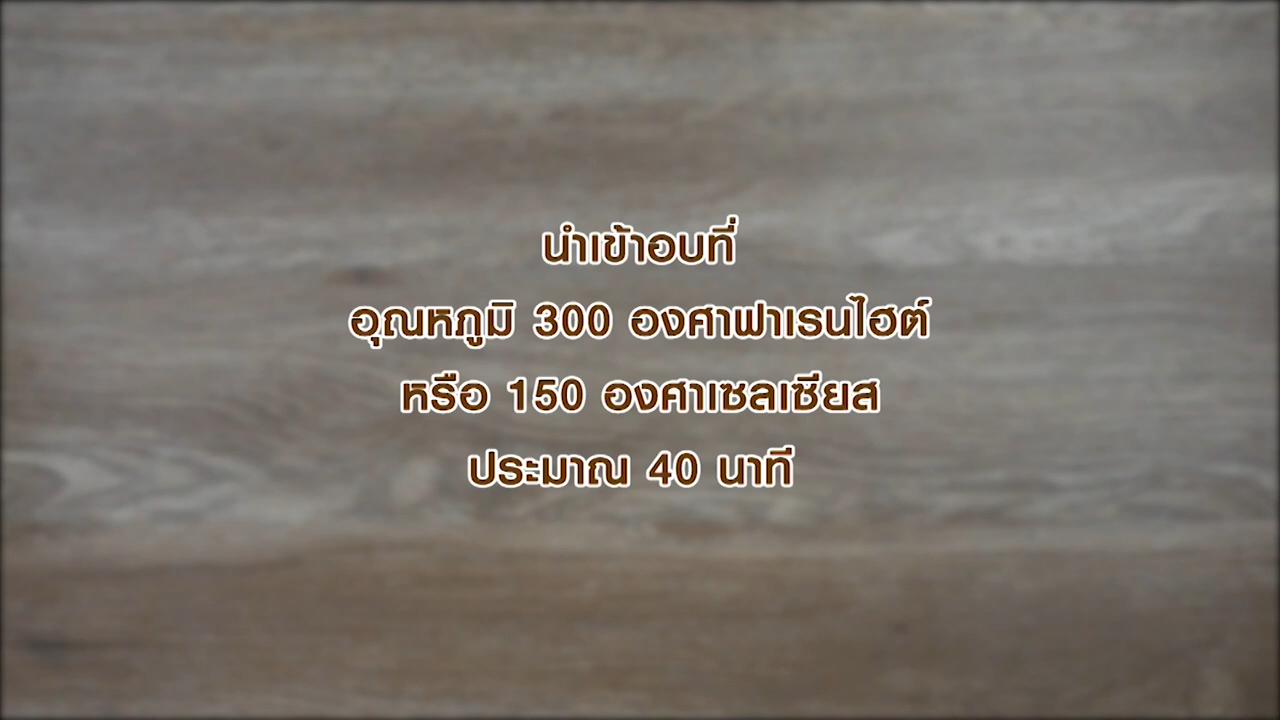 นำเข้าอบที่
อุณหภูมิ 300 องศาฟาเรนไฮต์
หรือ 150 องศาเซลเซียส
ประมาณ 40 นาที